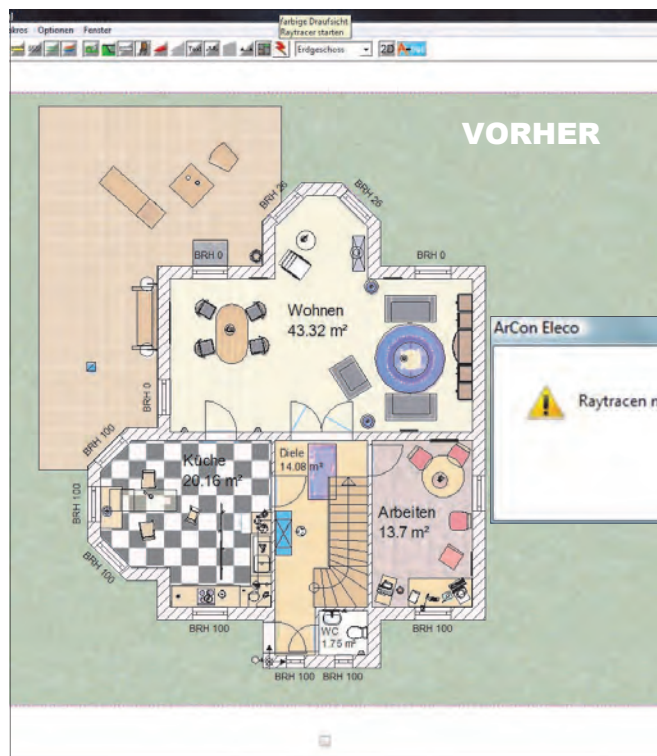 farbige Draufsicht
Raytracer starten
Optionen Fenster
Erdgeschoss
2D
VORHER
BRH 26
BRH 26
BRH 0
BRH 0
Wohnen
43.32 m²
ArCon Eleco
Raytracen
BRH 0
BRH 100
Küche
20.16 m²
Diele
14.08 m²
Arbeiten
13.7 m²
BRH 100
BRH 100
BRH 100
BRH 100
WC
1.75 m²
BRH 100 BRH 100